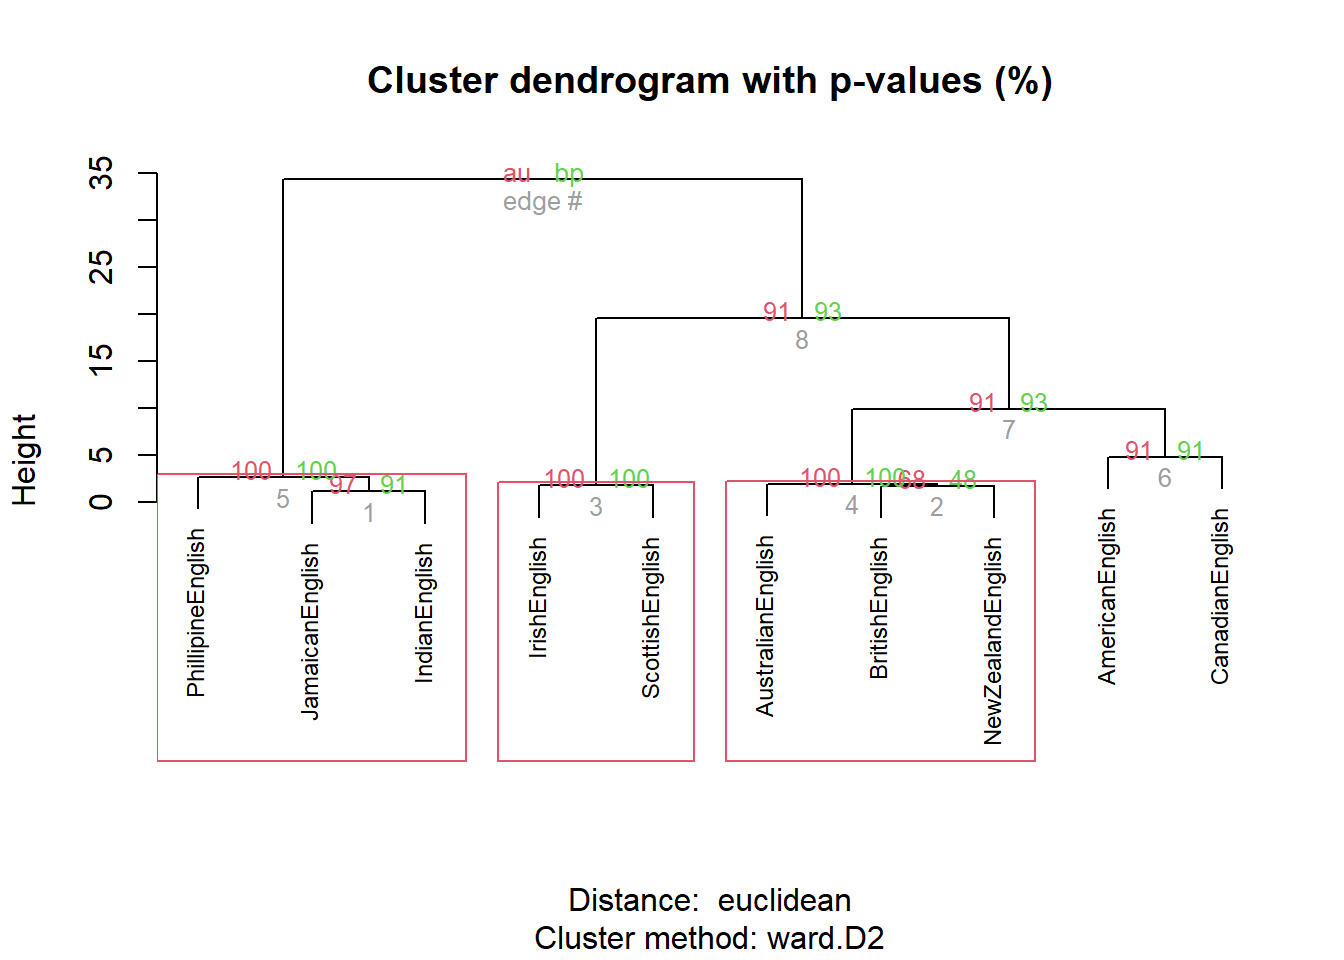 Cluster dendrogram with p-values (%)
35
25
15
5
0
Height
au bp
edge #
91 93
8
91 93
7
91 91
6
100 100
5
97 91
1
100 100
3
100 100
4
68 48
2
PhillipineEnglish
JamaicanEnglish
IndianEnglish
IrishEnglish
ScottishEnglish
AustralianEnglish
BritishEnglish
NewZealandEnglish
AmericanEnglish
CanadianEnglish
Distance: euclidean
Cluster method: ward.D2